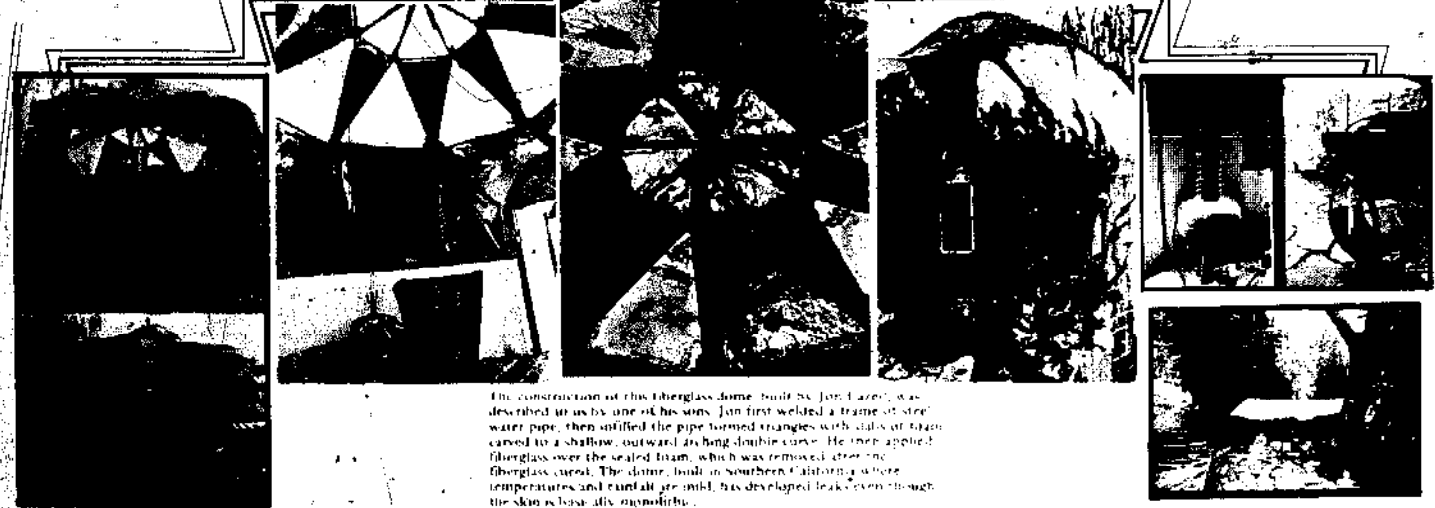 The construction of this fiberglass dome, built by Jon was
described to us by one of his sons. Jon first welded a frame of steel
water pipe, then infilled the pipe formed triangles with slabs of foam
carved to a shallow, outward arching double curve. He then applied
fiberglass over the sealed foam, which was removed after the
fiberglass cured. The dome, built in Southern California where
temperatures and rainfall are mild, has developed leaks even though
the skin is basically monolithic.